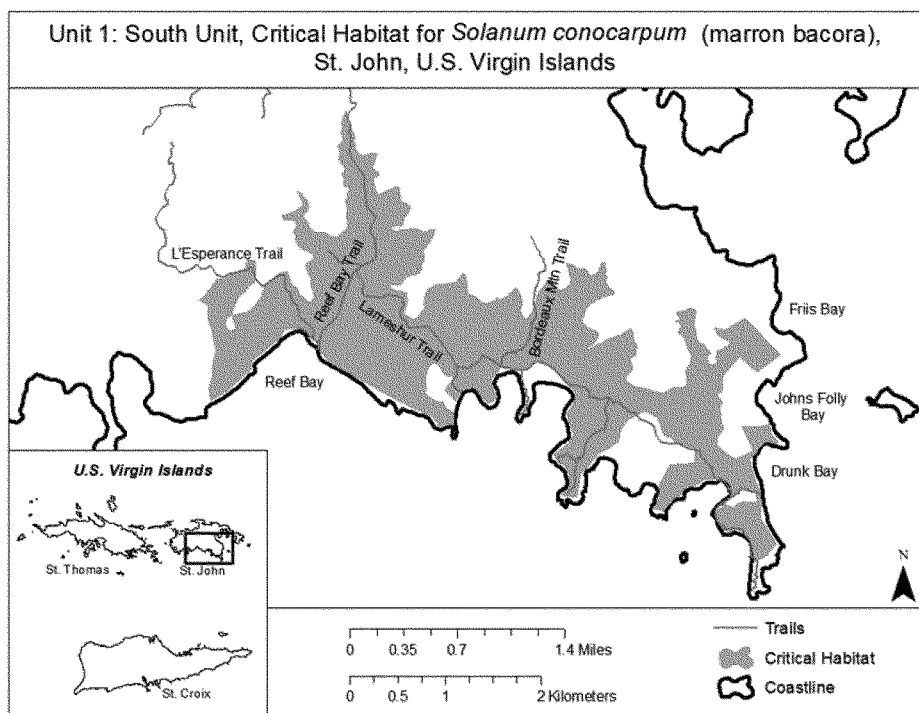 Unit 1: South Unit, Critical Habitat for Solanum conocarpum (marron bacora),
St. John, U.S. Virgin Islands
L'Esperance Trail
Reef Bay Trail
Lameshur Trail
Bordeaux Mtn Trail
Reef Bay
Friis Bay
Johns Folly
Bay
Drunk Bay
U.S. Virgin Islands
St. Thomas
St. John
St. Croix
N
0 0.35 0.7 1.4 Miles
0 0.5 1 2 Kilometers
Trails
Critical Habitat
Coastline